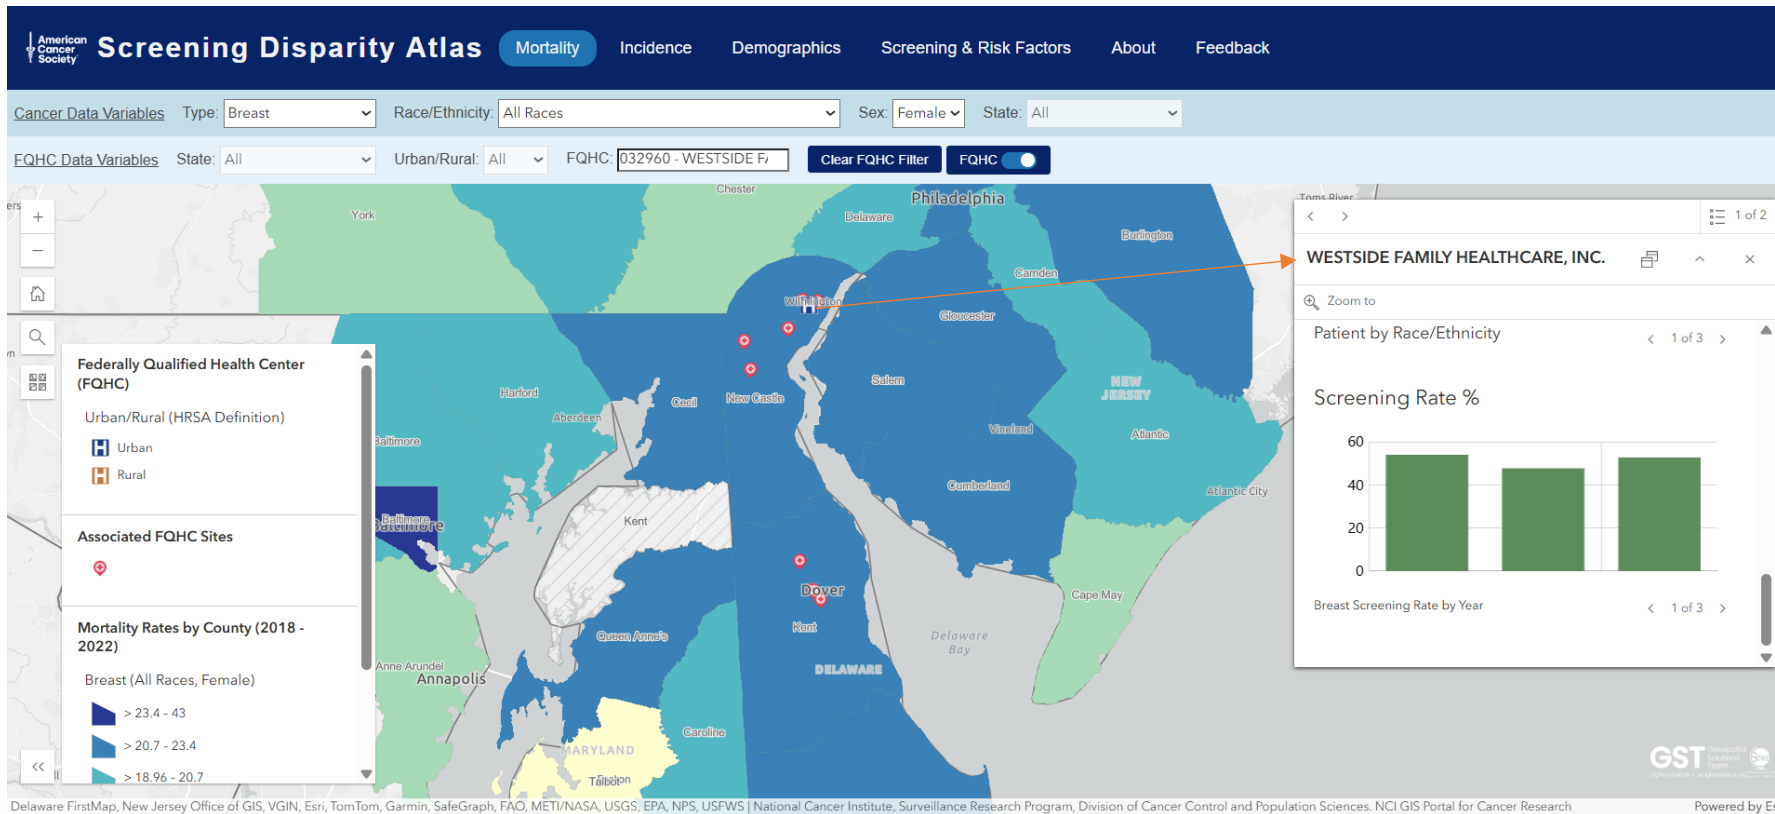 American Cancer Society
Screening Disparity Atlas
Mortality
Incidence
Demographics
Screening & Risk Factors
About
Feedback
Cancer Data Variables
Type: Breast
Race/Ethnicity: All Races
Sex: Female
State: All
FQHC Data Variables
State: All
Urban/Rural: All
FQHC: 032960 - WESTSIDE
Clear FQHC Filter
FQHC
Chester
Philadelphia
York
Delaware
Burlington
Toms River
Camden
Wilmington
Gloucester
Harford
Aberdeen
Cecil
New Castle
Salem
NEW JERSEY
Vineland
Atlantic
Baltimore
Cumberland
Atlantic City
Baltimore
Baltimore
Kent
Dover
Cape May
Kent
Queen Anne's
Delaware Bay
DELAWARE
Anne Arundel
Annapolis
Caroline
MARYLAND
Talbot
Federally Qualified Health Center
(FQHC)
Urban/Rural (HRSA Definition)
Urban
Rural
Associated FQHC Sites
Mortality Rates by County (2018 -
2022)
Breast (All Races, Female)
> 23.4 – 43
> 20.7 – 23.4
> 18.96 – 20.7
1 of 2
WESTSIDE FAMILY HEALTHCARE, INC.
Zoom to
Patient by Race/Ethnicity
1 of 3
Screening Rate %
60
40
20
0
Breast Screening Rate by Year
1 of 3
GST Geospatial Solutions Team
Delaware FirstMap, New Jersey Office of GIS, VGIN, Esri, TomTom, Garmin, SafeGraph, FAO, METI/NASA, USGS, EPA, NPS, USFWS | National Cancer Institute, Surveillance Research Program, Division of Cancer Control and Population Sciences. NCI GIS Portal for Cancer Research
Powered by